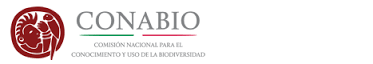 CONABIO
COMISIÓN NACIONAL PARA EL
CONOCIMIENTO Y USO DE LA BIODIVERSIDAD